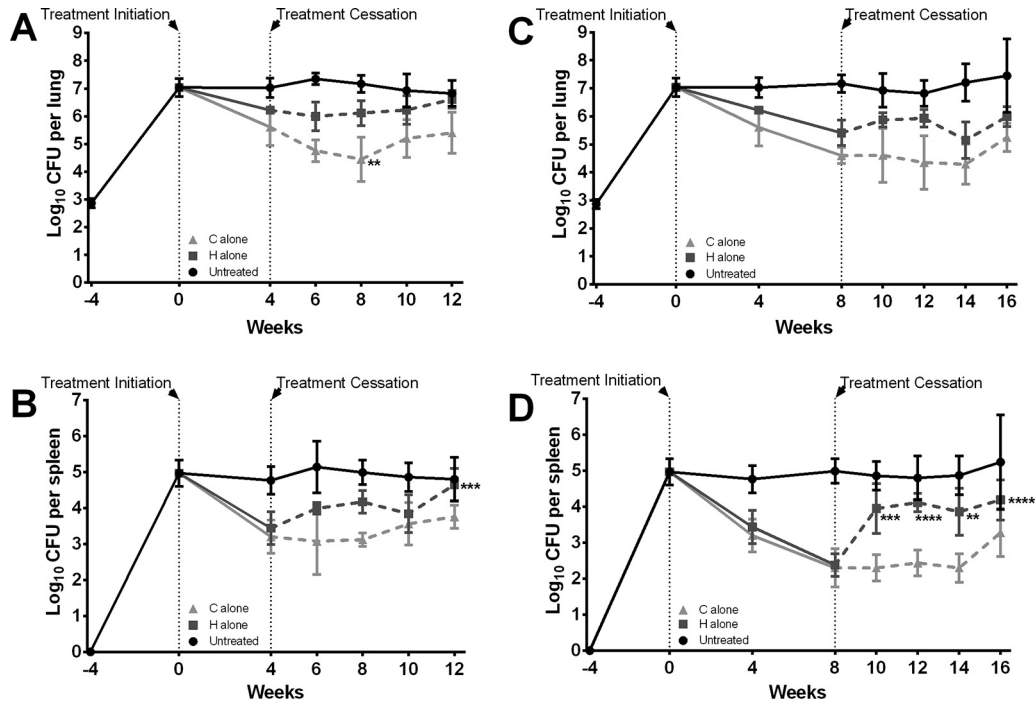 A
Treatment Initiation
Treatment Cessation
Log10 CFU per lung
9
8
7
6
5
4
3
2
1
0
**
C alone
H alone
Untreated
-4 0 4 6 8 10 12
Weeks
C
Treatment Initiation
Treatment Cessation
Log10 CFU per lung
9
8
7
6
5
4
3
2
1
0
C alone
H alone
Untreated
-4 0 4 8 10 12 14 16
Weeks
B
Treatment Initiation
Treatment Cessation
Log10 CFU per spleen
7
6
5
4
3
2
1
0
***
C alone
H alone
Untreated
-4 0 4 6 8 10 12
Weeks
D
Treatment Initiation
Treatment Cessation
Log10 CFU per spleen
7
6
5
4
3
2
1
0
*** **** ** ****
C alone
H alone
Untreated
-4 0 4 8 10 12 14 16
Weeks